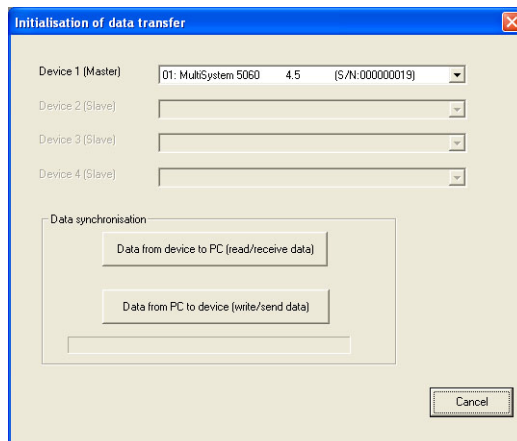 Initialisation of data transfer
Device 1 (Master) 01: MultiSystem 5060 4.5 (S/N:000000019)
Device 2 (Slave)
Device 3 (Slave)
Device 4 (Slave)
Data synchronisation
Data from device to PC (read/receive data)
Data from PC to device (write/send data)
Cancel